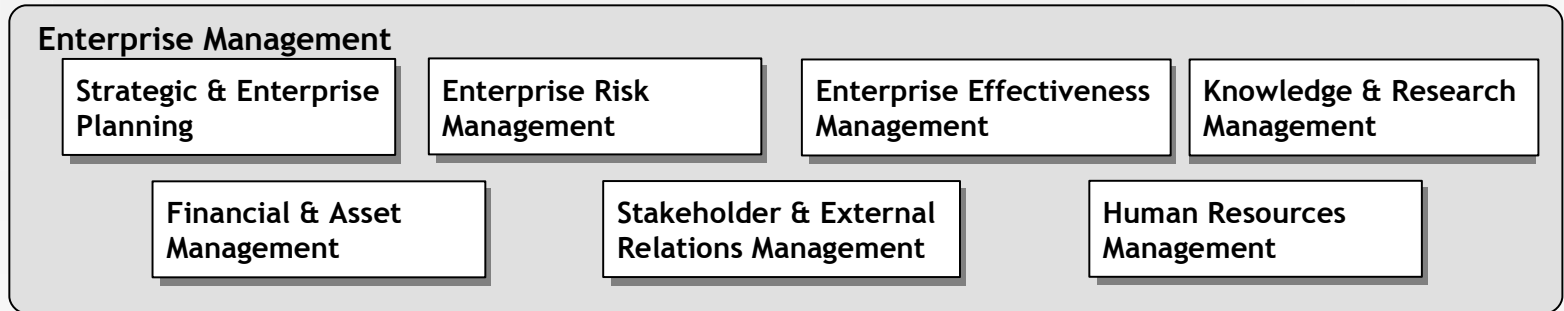 Enterprise Management
Strategic & Enterprise
Planning
Enterprise Risk
Management
Enterprise Effectiveness
Management
Knowledge & Research
Management
Financial & Asset
Management
Stakeholder & External
Relations Management
Human Resources
Management